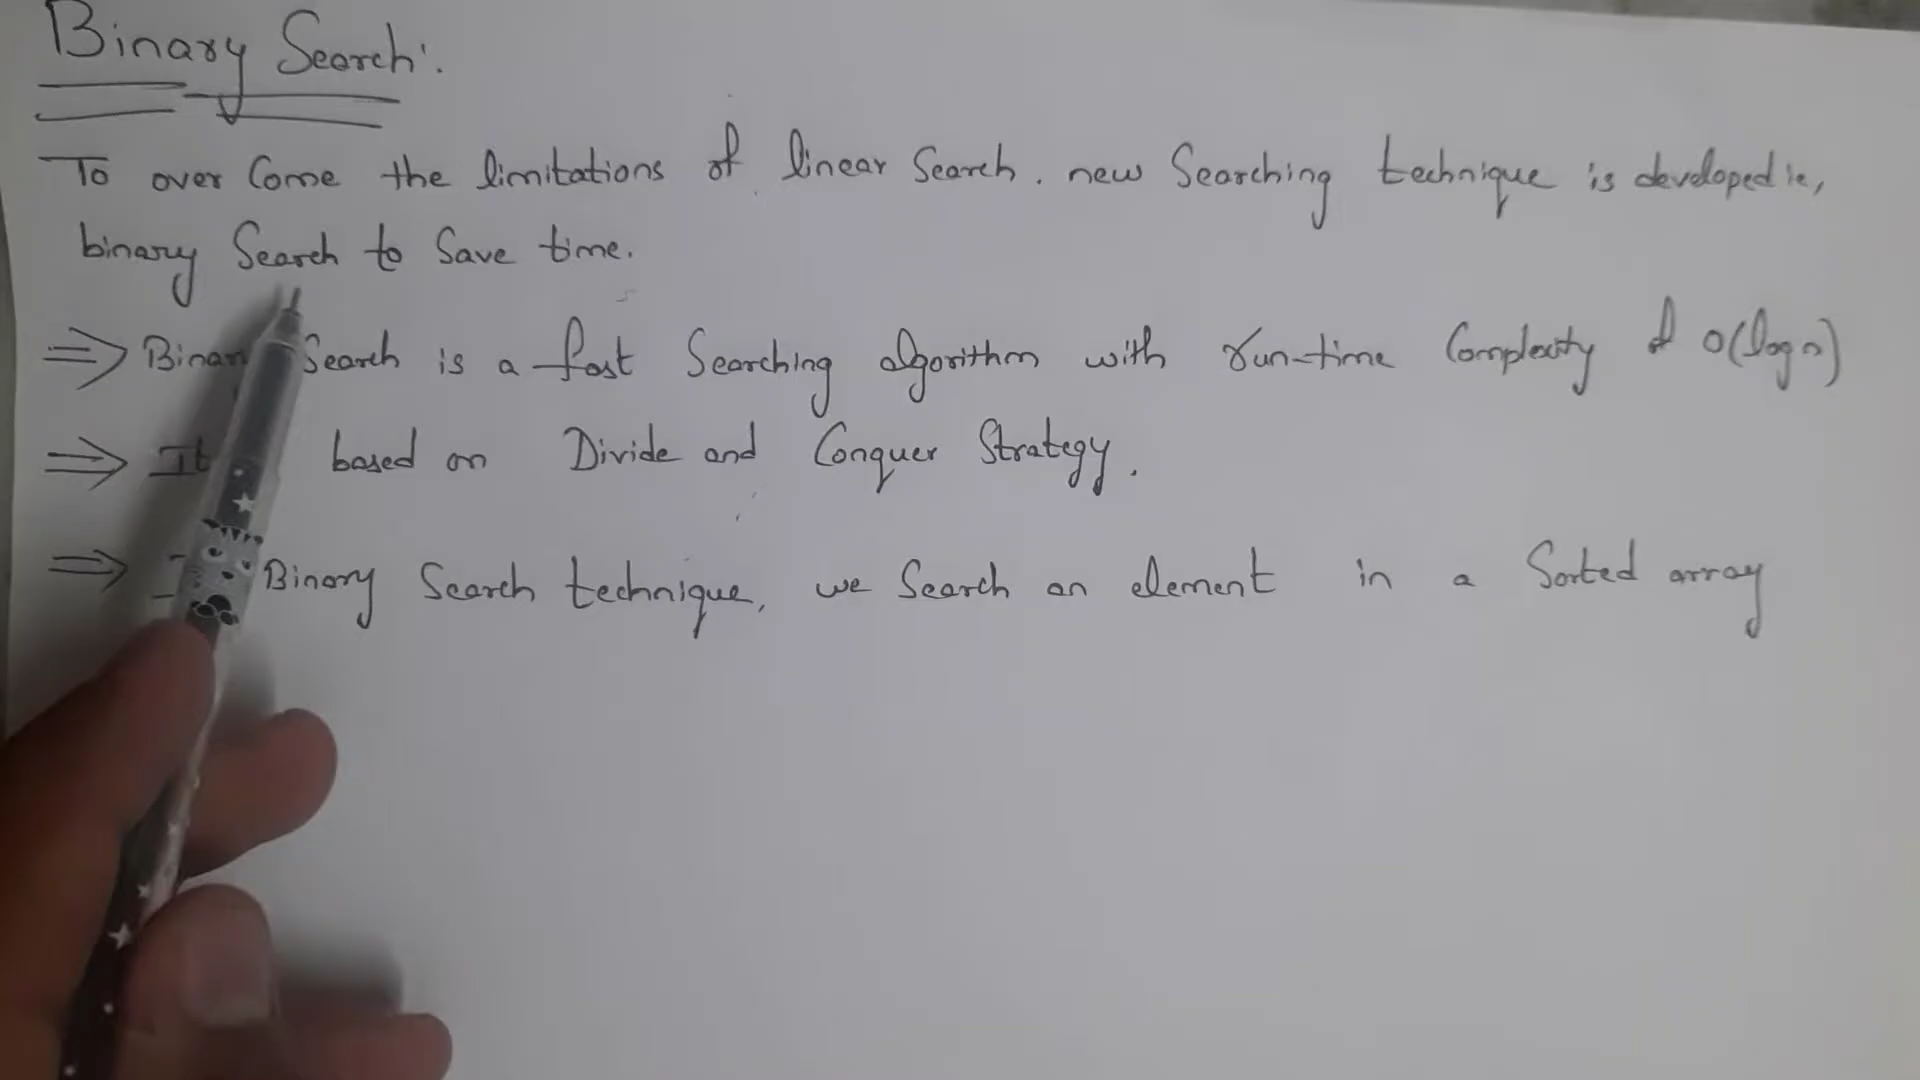 Binary Search:
To over Come the limitations of linear Search. new Searching technique is developed ie,
binary Search to Save time.
⇒ Binar Search is a fast Searching algorithm with run-time Complexity of O(log n)
⇒ It based on Divide and Conquer Strategy.
⇒ Binary Search technique, we Search an element in a Sorted array